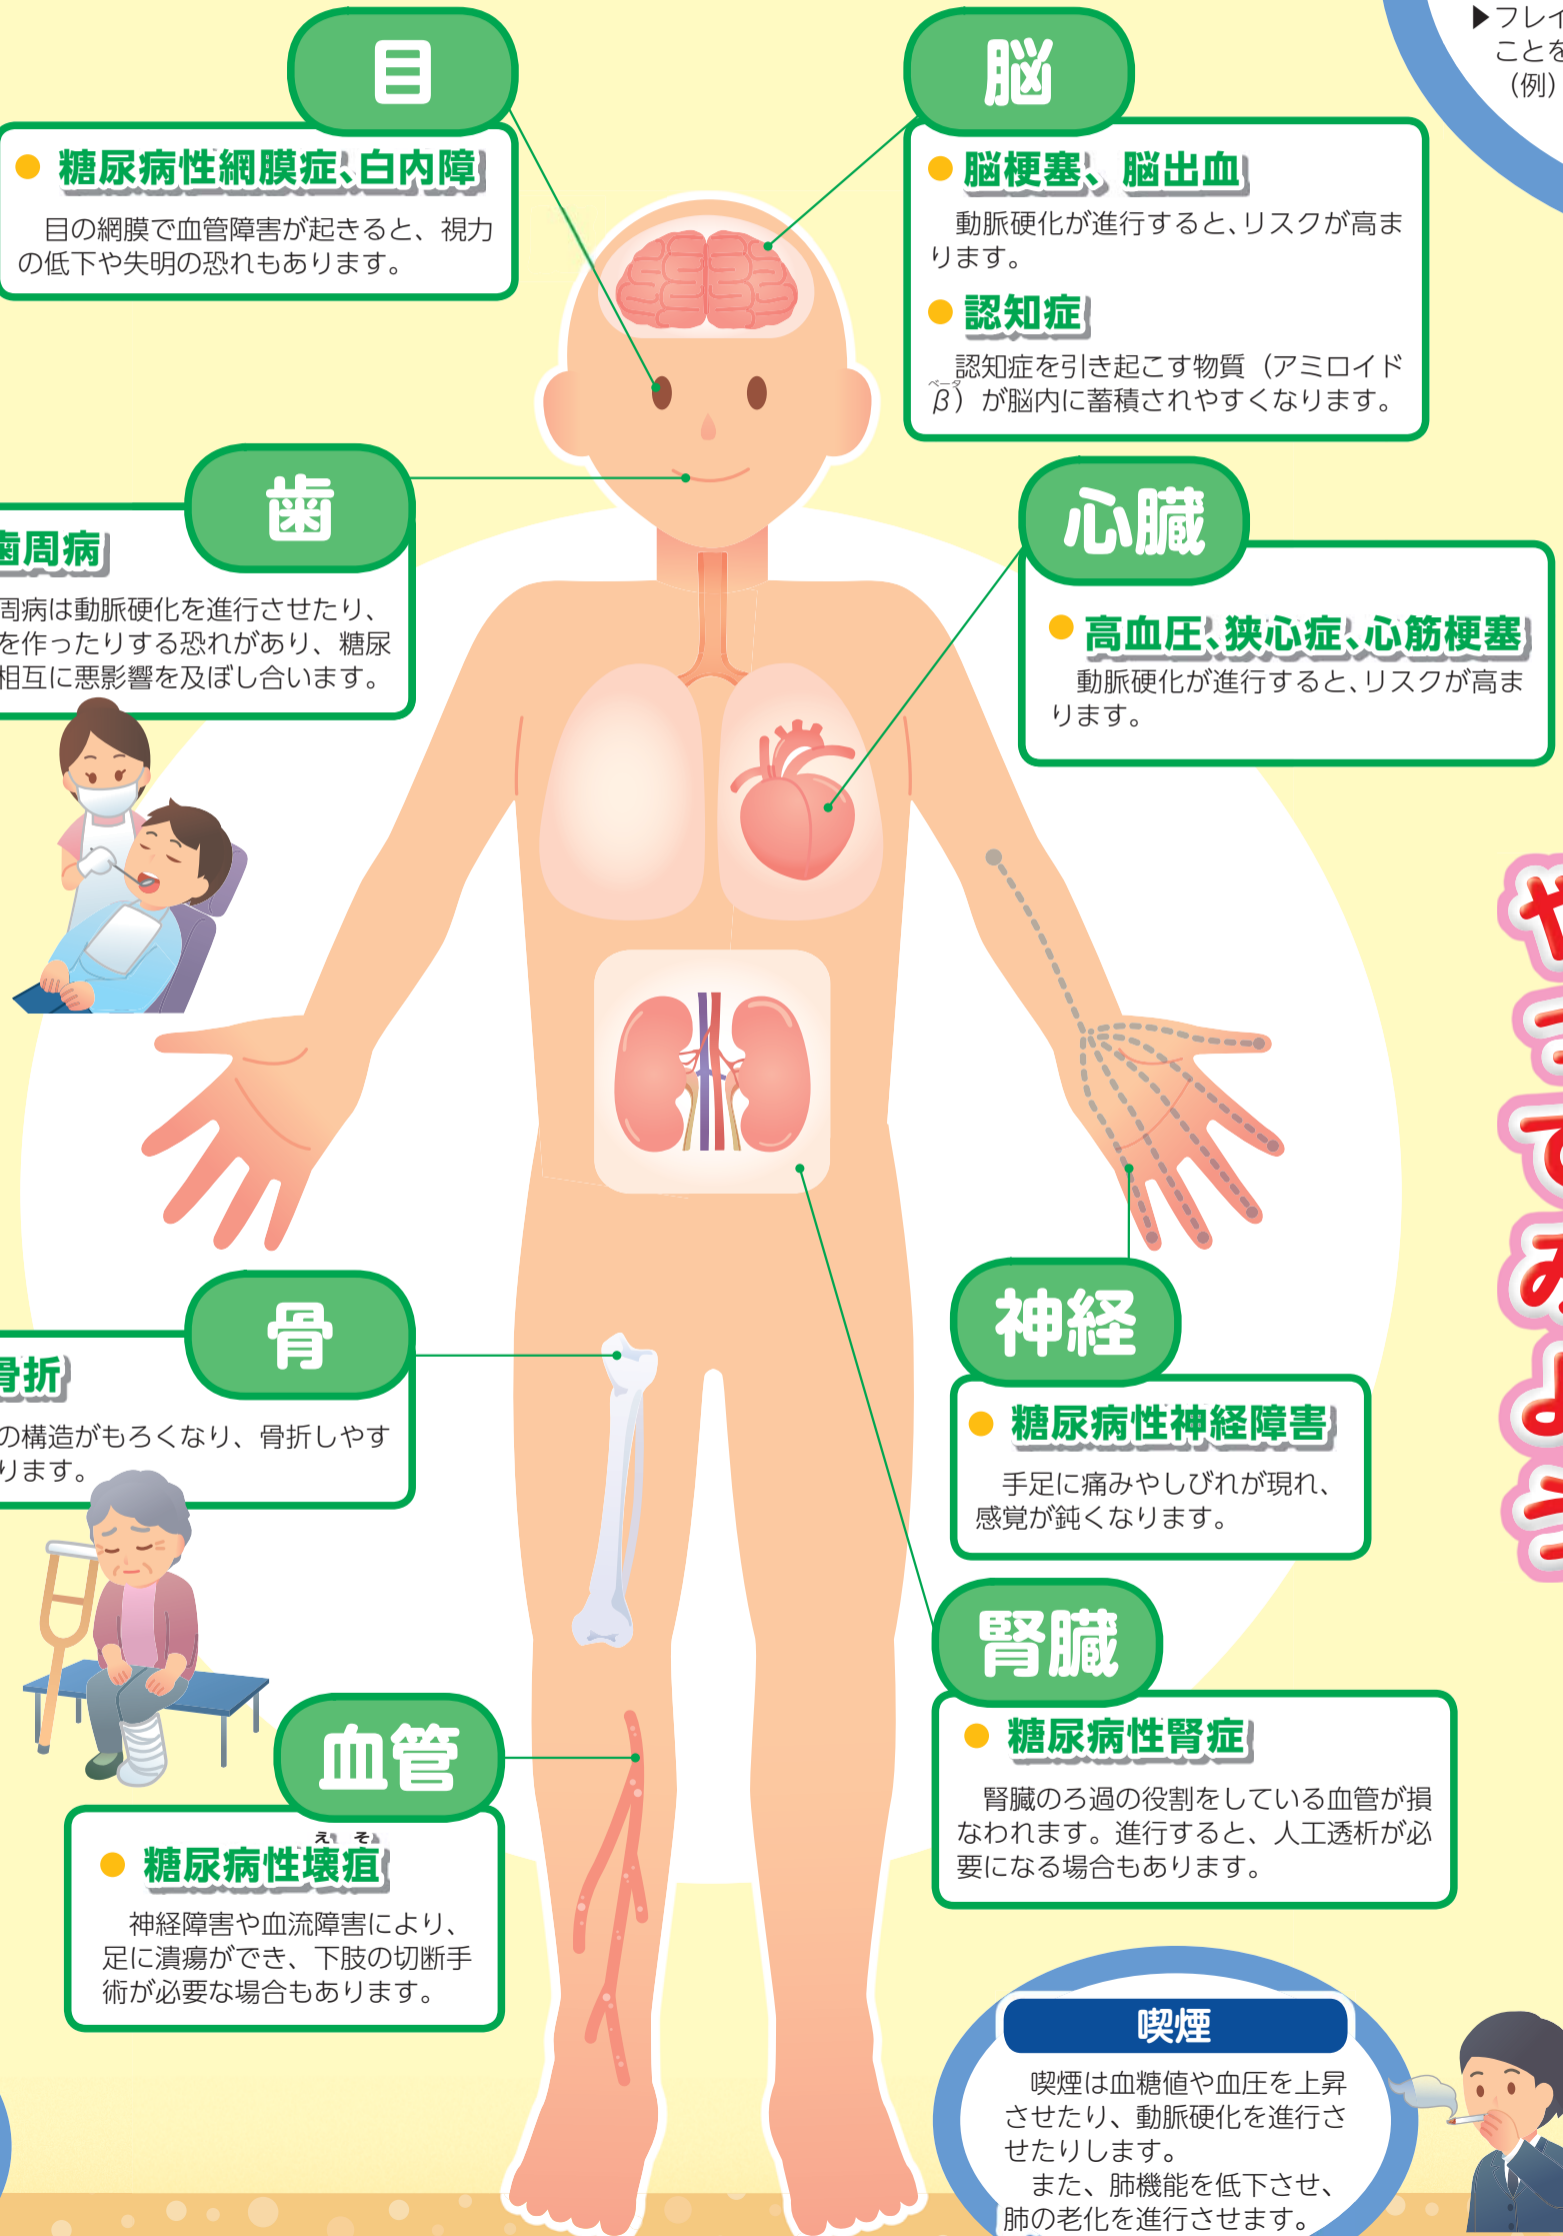 目
糖尿病性網膜症、白内障
目の網膜で血管障害が起きると、視力
の低下や失明の恐れもあります。
脳
脳梗塞、脳出血
動脈硬化が進行すると、リスクが高ま
ります。
認知症
認知症を引き起こす物質（アミロイド
ベータ
β）が脳内に蓄積されやすくなります。
▶フレイ
ことを
（例）
歯
歯周病
周病は動脈硬化を進行させたり、
を作ったりする恐れがあり、糖尿
相互に悪影響を及ぼし合います。
心臓
高血圧、狭心症、心筋梗塞
動脈硬化が進行すると、リスクが高ま
ります。
骨
骨折
の構造がもろくなり、骨折しやす
ります。
神経
糖尿病性神経障害
手足に痛みやしびれが現れ、
感覚が鈍くなります。
腎臓
糖尿病性腎症
腎臓のろ過の役割をしている血管が損
なわれます。進行すると、人工透析が必
要になる場合もあります。
血管
えそ
糖尿病性壊疽
神経障害や血流障害により、
足に潰瘍ができ、下肢の切断手
術が必要な場合もあります。
喫煙
喫煙は血糖値や血圧を上昇
させたり、動脈硬化を進行さ
せたりします。
また、肺機能を低下させ、
肺の老化を進行させます。